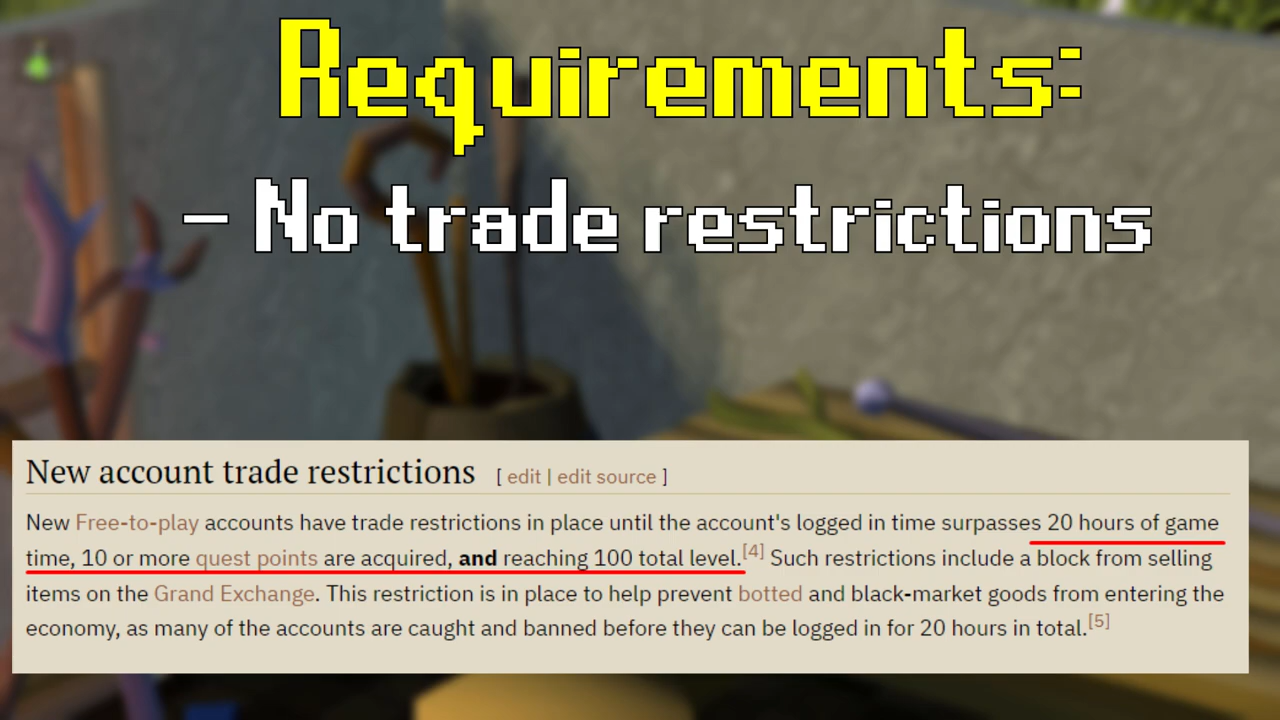 Requirements:
- No trade restrictions
New account trade restrictions [ edit | edit source ]
New Free-to-play accounts have trade restrictions in place until the account's logged in time surpasses 20 hours of game
time, 10 or more quest points are acquired, and reaching 100 total level.[4] Such restrictions include a block from selling
items on the Grand Exchange. This restriction is in place to help prevent botted and black-market goods from entering the
economy, as many of the accounts are caught and banned before they can be logged in for 20 hours in total.[5]